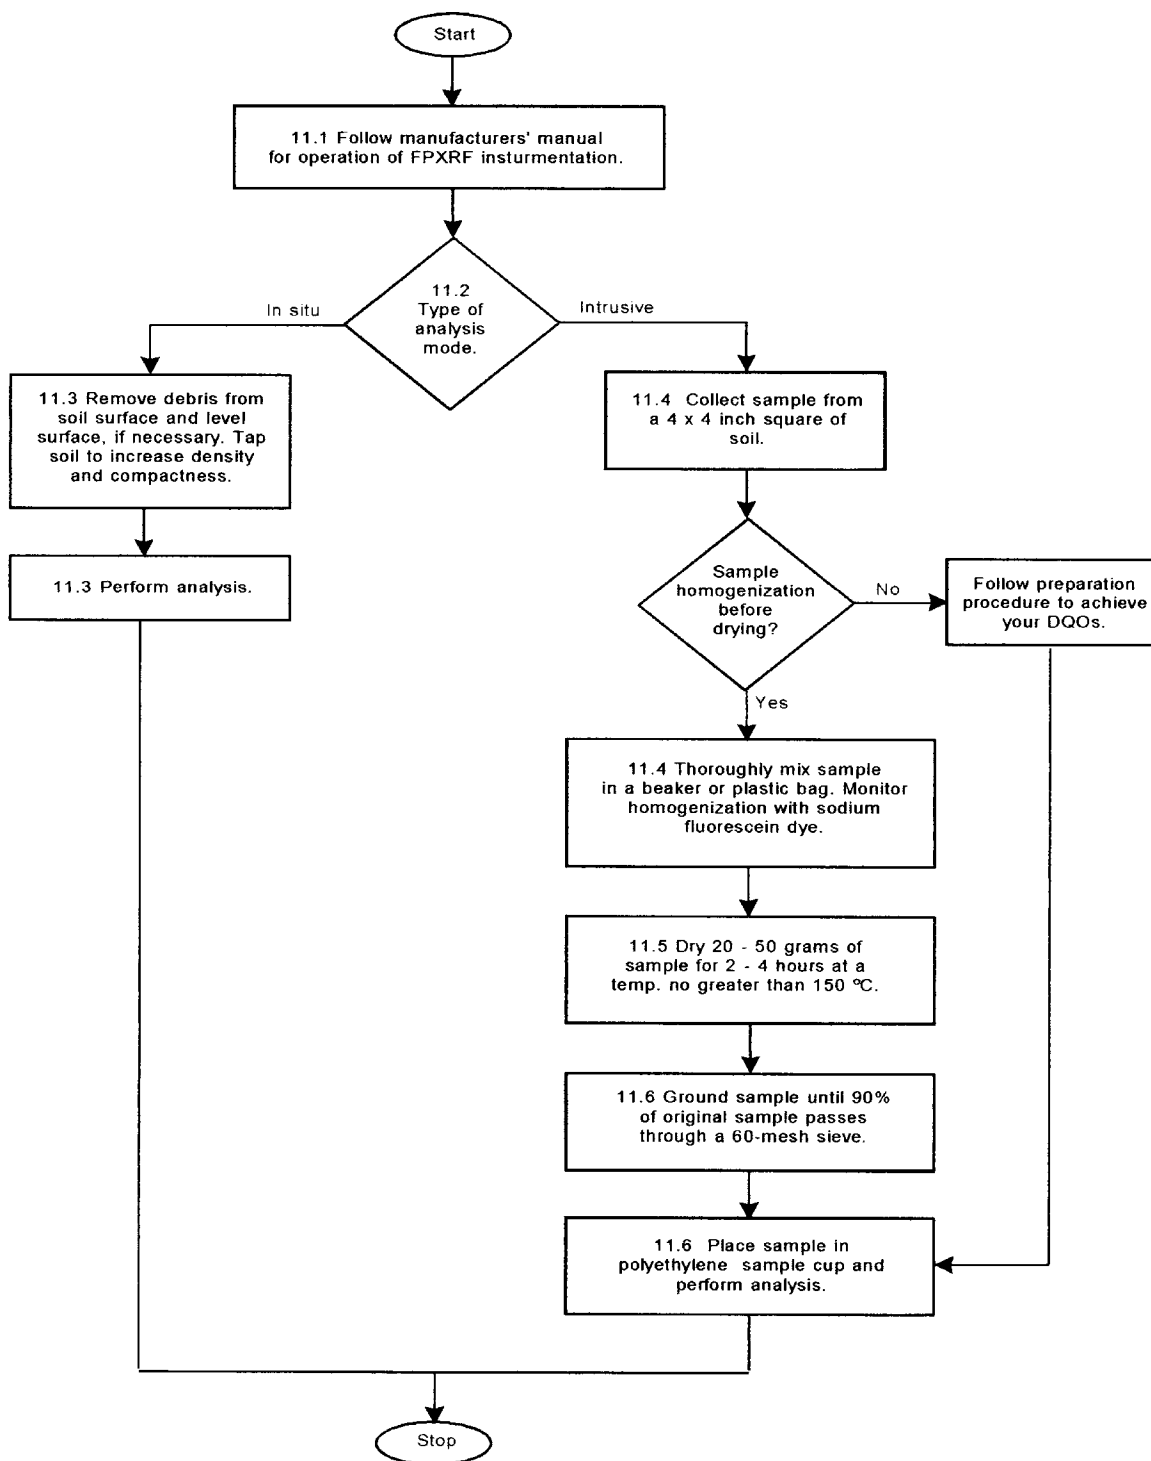 Start
11.1 Follow manufacturers' manual
for operation of FPXRF insturmentation.
11.2
Type of
analysis
mode.
In situ
Intrusive
11.3 Remove debris from
soil surface and level
surface, if necessary. Tap
soil to increase density
and compactness.
11.3 Perform analysis.
11.4 Collect sample from
a 4 x 4 inch square of
soil.
Sample
homogenization
before
drying?
No
Follow preparation
procedure to achieve
your DQOs.
Yes
11.4 Thoroughly mix sample
in a beaker or plastic bag. Monitor
homogenization with sodium
fluorescein dye.
11.5 Dry 20 - 50 grams of
sample for 2 - 4 hours at a
temp. no greater than 150 ºC.
11.6 Ground sample until 90%
of original sample passes
through a 60-mesh sieve.
11.6 Place sample in
polyethylene sample cup and
perform analysis.
Stop